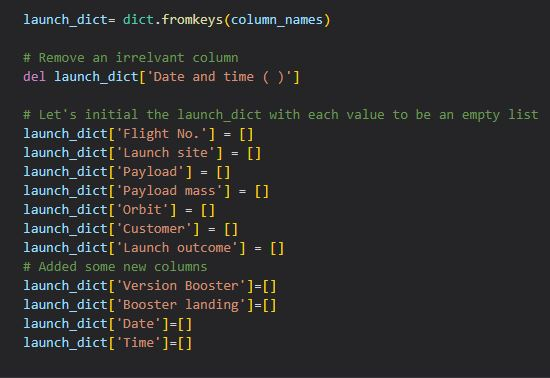 launch_dict= dict.fromkeys(column_names)
# Remove an irrelvant column
del launch_dict['Date and time ( )']
# Let's initial the launch_dict with each value to be an empty list
launch_dict['Flight No.'] = []
launch_dict['Launch site'] = []
launch_dict['Payload'] = []
launch_dict['Payload mass'] = []
launch_dict['Orbit'] = []
launch_dict['Customer'] = []
launch_dict['Launch outcome'] = []
# Added some new columns
launch_dict['Version Booster']=[]
launch_dict['Booster landing']=[]
launch_dict['Date']=[]
launch_dict['Time']=[]